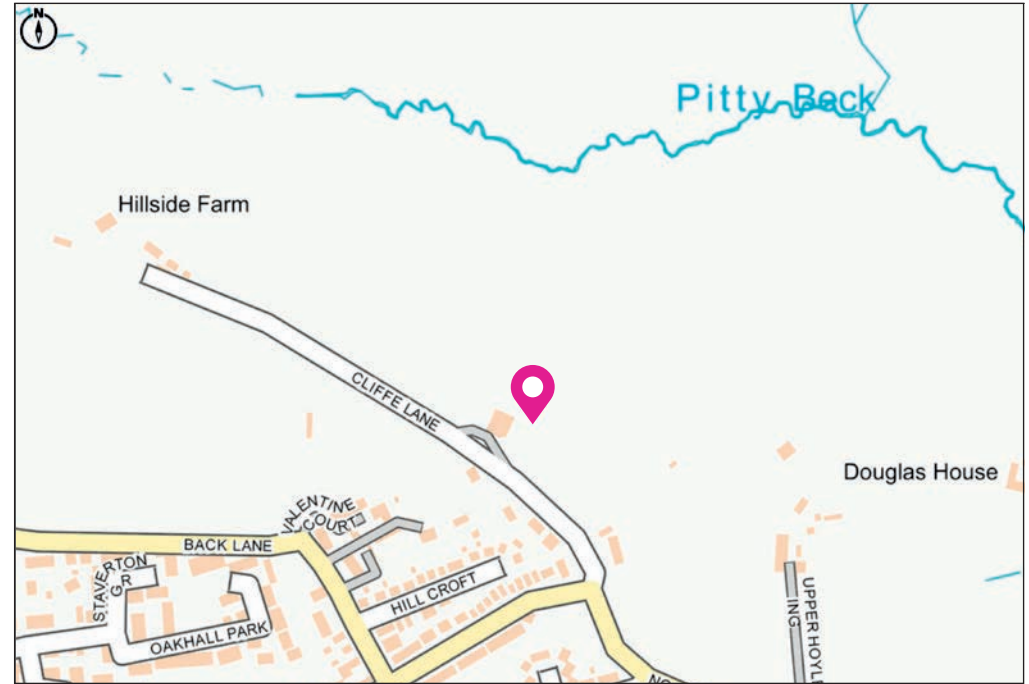 N
Pitty Beck
Hillside Farm
CLIFFE LANE
Douglas House
VALENTINE
COURT
BACK LANE
STAVERTON
GR
HILL CROFT
OAKHALL PARK
UPPER HOYLE
ING
NO